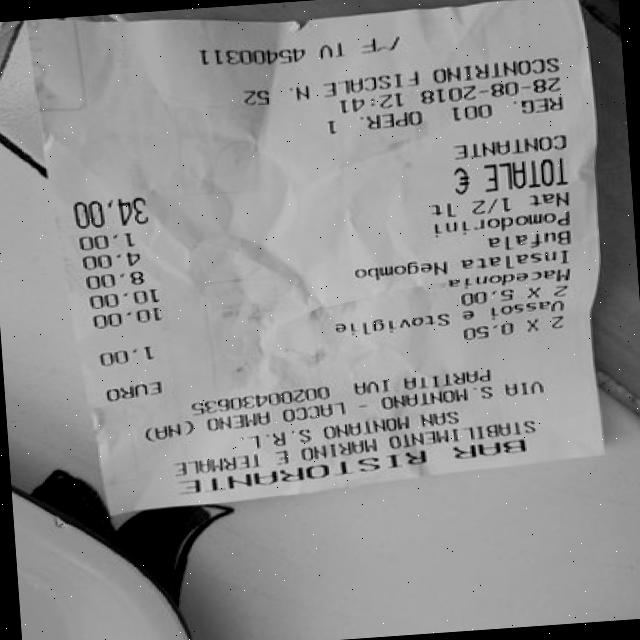 BAR RISTORANTE
STABILIMENTO MARINO E TERMALE
SAN MONTANO S.R.L.
VIA S. MONTANO - LACCO AMENO (NA)
PARTITA IVA 00200430635
EURO
2 X 0,50
Vassoi e Stoviglie 1,00
2 X 5,00
Macedonia 10,00
Insalata Negombo 10,00
Bufala 8,00
Pomodorini 4,00
Nat 1/2 lt 1,00
TOTALE € 34,00
CONTANTE
REG. 001 OPER. 1
28-08-2018 12:41
SCONTRINO FISCALE N. 52
TV 45400311